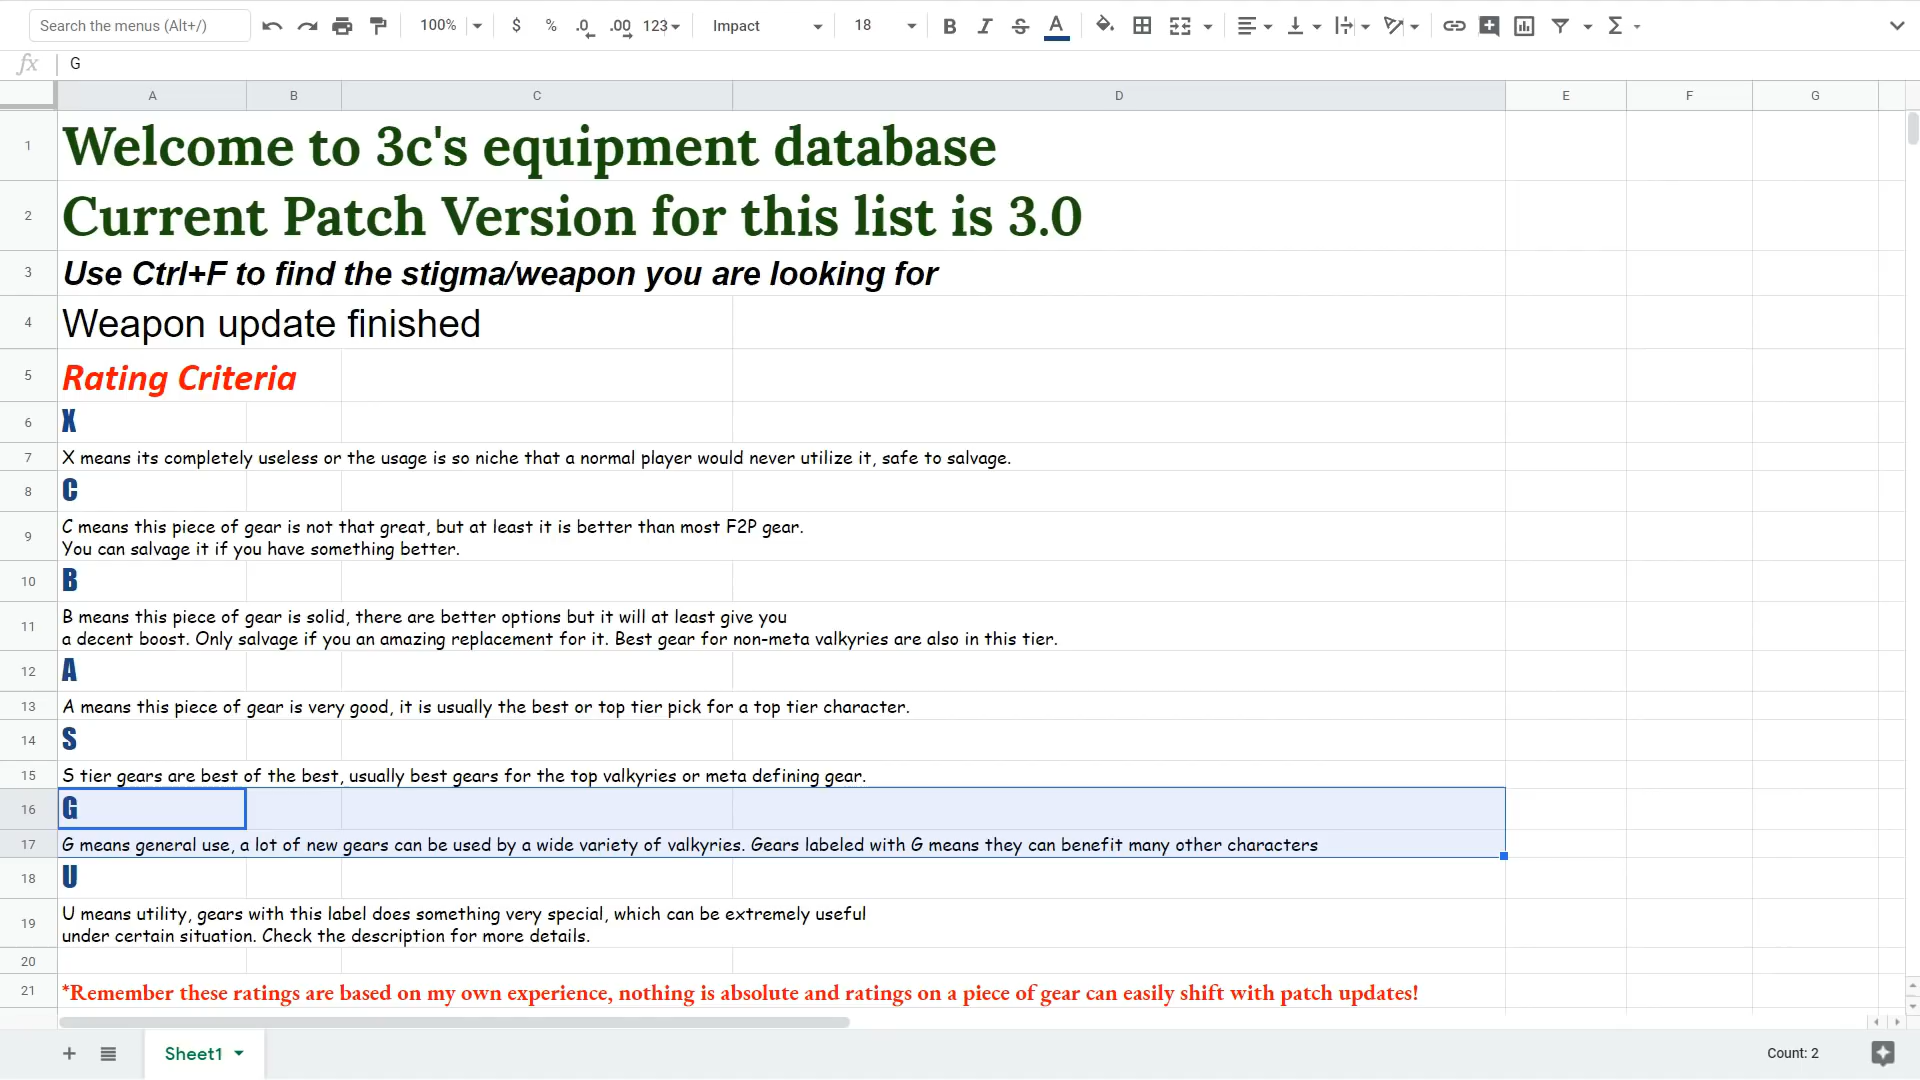 Search the menus (Alt+/)
100%
$
%
.0
.00
123
Impact
18
B
I
S
A
Σ
fx
G
A
B
C
D
E
F
G
1
Welcome to 3c's equipment database
2
Current Patch Version for this list is 3.0
3
Use Ctrl+F to find the stigma/weapon you are looking for
4
Weapon update finished
5
Rating Criteria
6
X
7
X means its completely useless or the usage is so niche that a normal player would never utilize it, safe to salvage.
8
C
9
C means this piece of gear is not that great, but at least it is better than most F2P gear.
You can salvage it if you have something better.
10
B
11
B means this piece of gear is solid, there are better options but it will at least give you
a decent boost. Only salvage if you an amazing replacement for it. Best gear for non-meta valkyries are also in this tier.
12
A
13
A means this piece of gear is very good, it is usually the best or top tier pick for a top tier character.
14
S
15
S tier gears are best of the best, usually best gears for the top valkyries or meta defining gear.
16
G
17
G means general use, a lot of new gears can be used by a wide variety of valkyries. Gears labeled with G means they can benefit many other characters
18
U
19
U means utility, gears with this label does something very special, which can be extremely useful
under certain situation. Check the description for more details.
20
21
*Remember these ratings are based on my own experience, nothing is absolute and ratings on a piece of gear can easily shift with patch updates!
Sheet1
Count: 2